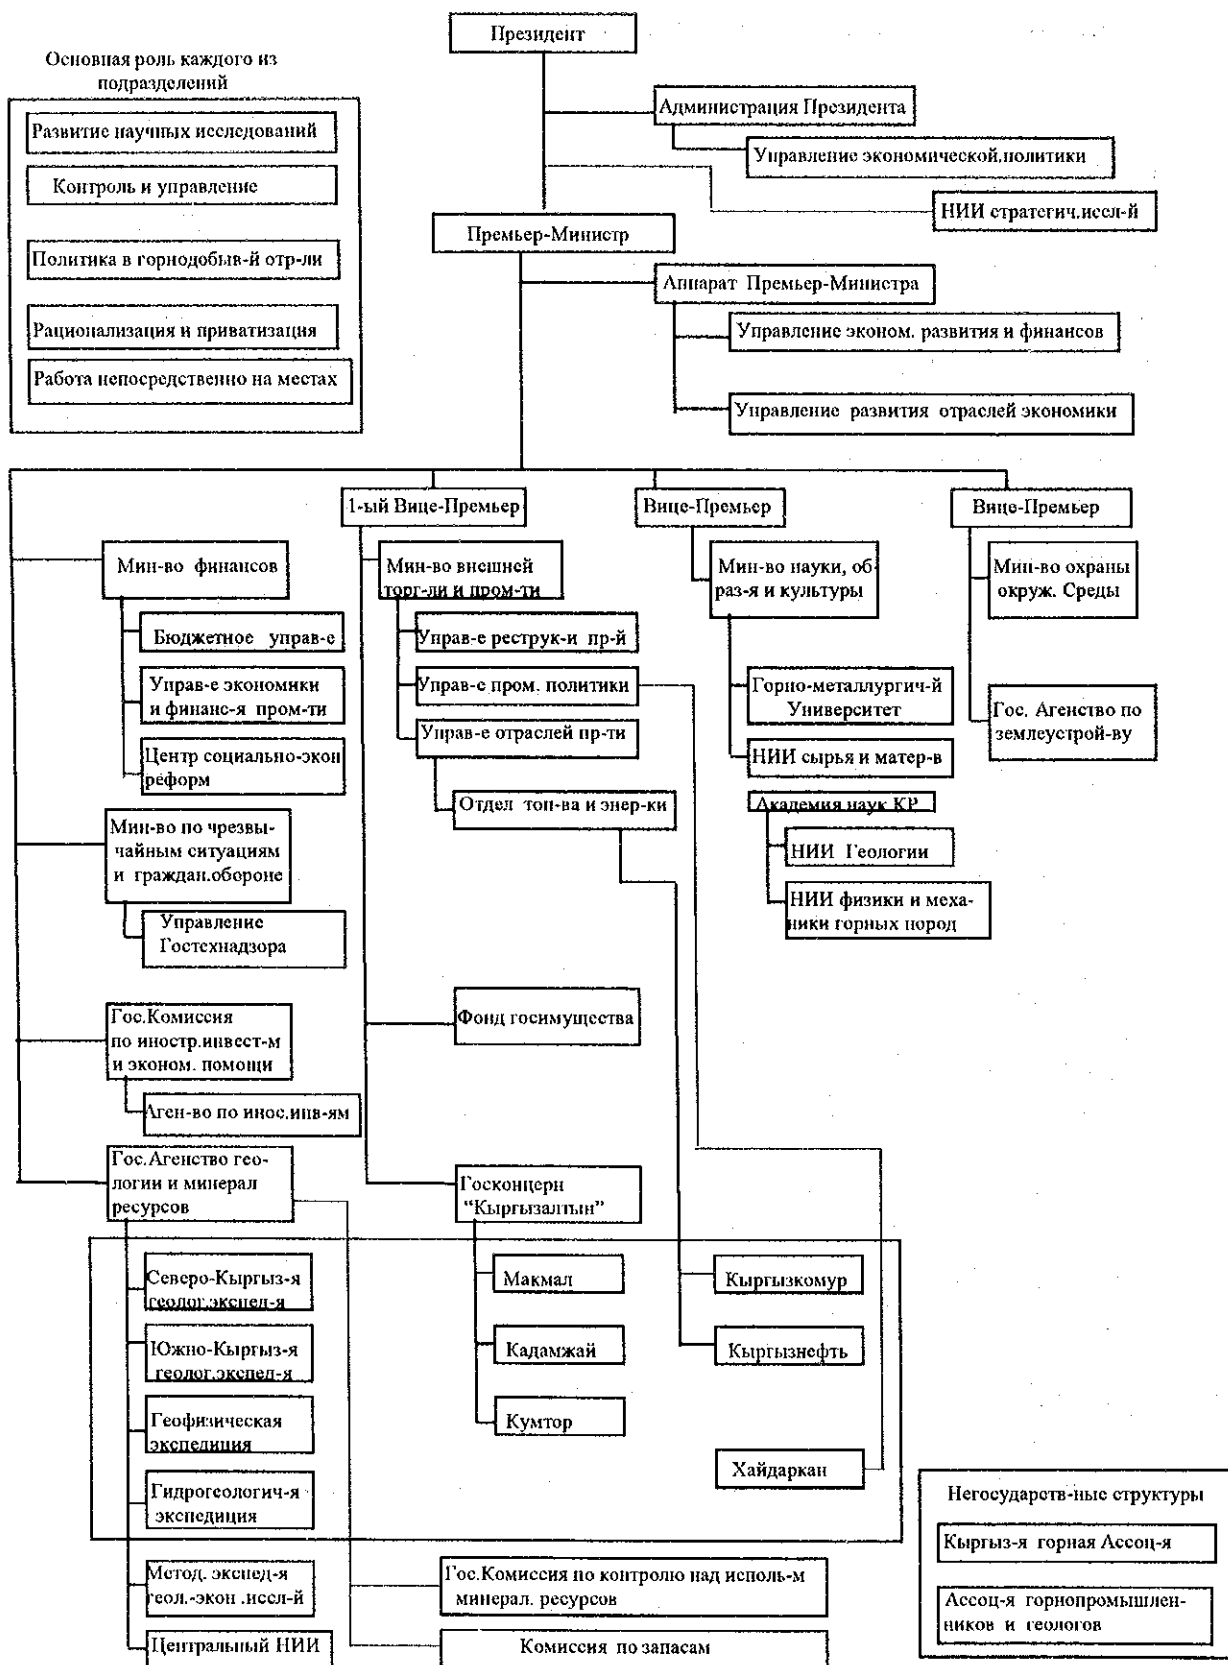 Президент
Основная роль каждого из
подразделений
Развитие научных исследований
Контроль и управление
Политика в горнодобыв-й отр-ли
Рационализация и приватизация
Работа непосредственно на местах
Администрация Президента
Управление экономической политики
НИИ стратегич.иссл-й
Премьер-Министр
Аппарат Премьер-Министра
Управление эконом. развития и финансов
Управление развития отраслей экономики
1-ый Вице-Премьер
Вице-Премьер
Вице-Премьер
Мин-во финансов
Бюджетное управ-е
Управ-е экономики
и финанс-я пром-ти
Центр социально-экон
реформ
Мин-во по чрезвы-
чайным ситуациям
и граждан.обороне
Управление
Гостехнадзора
Гос.Комиссия
по иностр.инвест-м
и эконом. помощи
Аген-во по инос.инв-ям
Гос.Агенство гео-
логии и минерал
ресурсов
Северо-Кыргыз-я
геолог.экспед-я
Южно-Кыргыз-я
геолог.экспед-я
Геофизическая
экспедиция
Гидрогеологич-я
экспедиция
Метод. экспед-я
геол.-экон .иссл-й
Центральный НИИ
Мин-во внешней
торг-ли и пром-ти
Управ-е реструк-и пр-й
Управ-е пром. политики
Управ-е отраслей пр-ти
Отдел топ-ва и энер-ки
Фонд госимущества
Госконцерн
“Кыргызалтын”
Макмал
Кадамжай
Кумтор
Кыргызкомур
Кыргызнефть
Хайдаркан
Гос.Комиссия по контролю над исполь-м
минерал. ресурсов
Комиссия по запасам
Мин-во науки, об-
раз-я и культуры
Горно-металлургич-й
Университет
НИИ сырья и матер-в
Академия наук КР
НИИ Геологии
НИИ физики и меха-
ники горных пород
Мин-во охраны
окруж. Среды
Гос. Агенство по
землеустрой-ву
Негосударств-ные структуры
Кыргыз-я горная Ассоц-я
Ассоц-я горнопромышлен-
ников и геологов